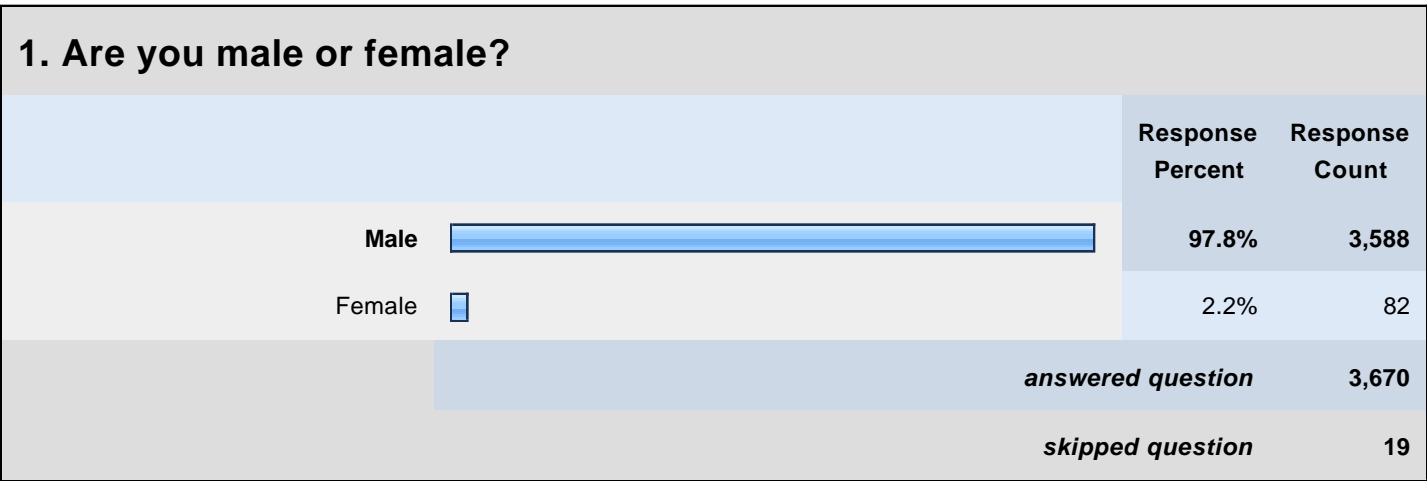 1. Are you male or female?
Response Percent
Response Count
Male 97.8% 3,588
Female 2.2% 82
answered question 3,670
skipped question 19